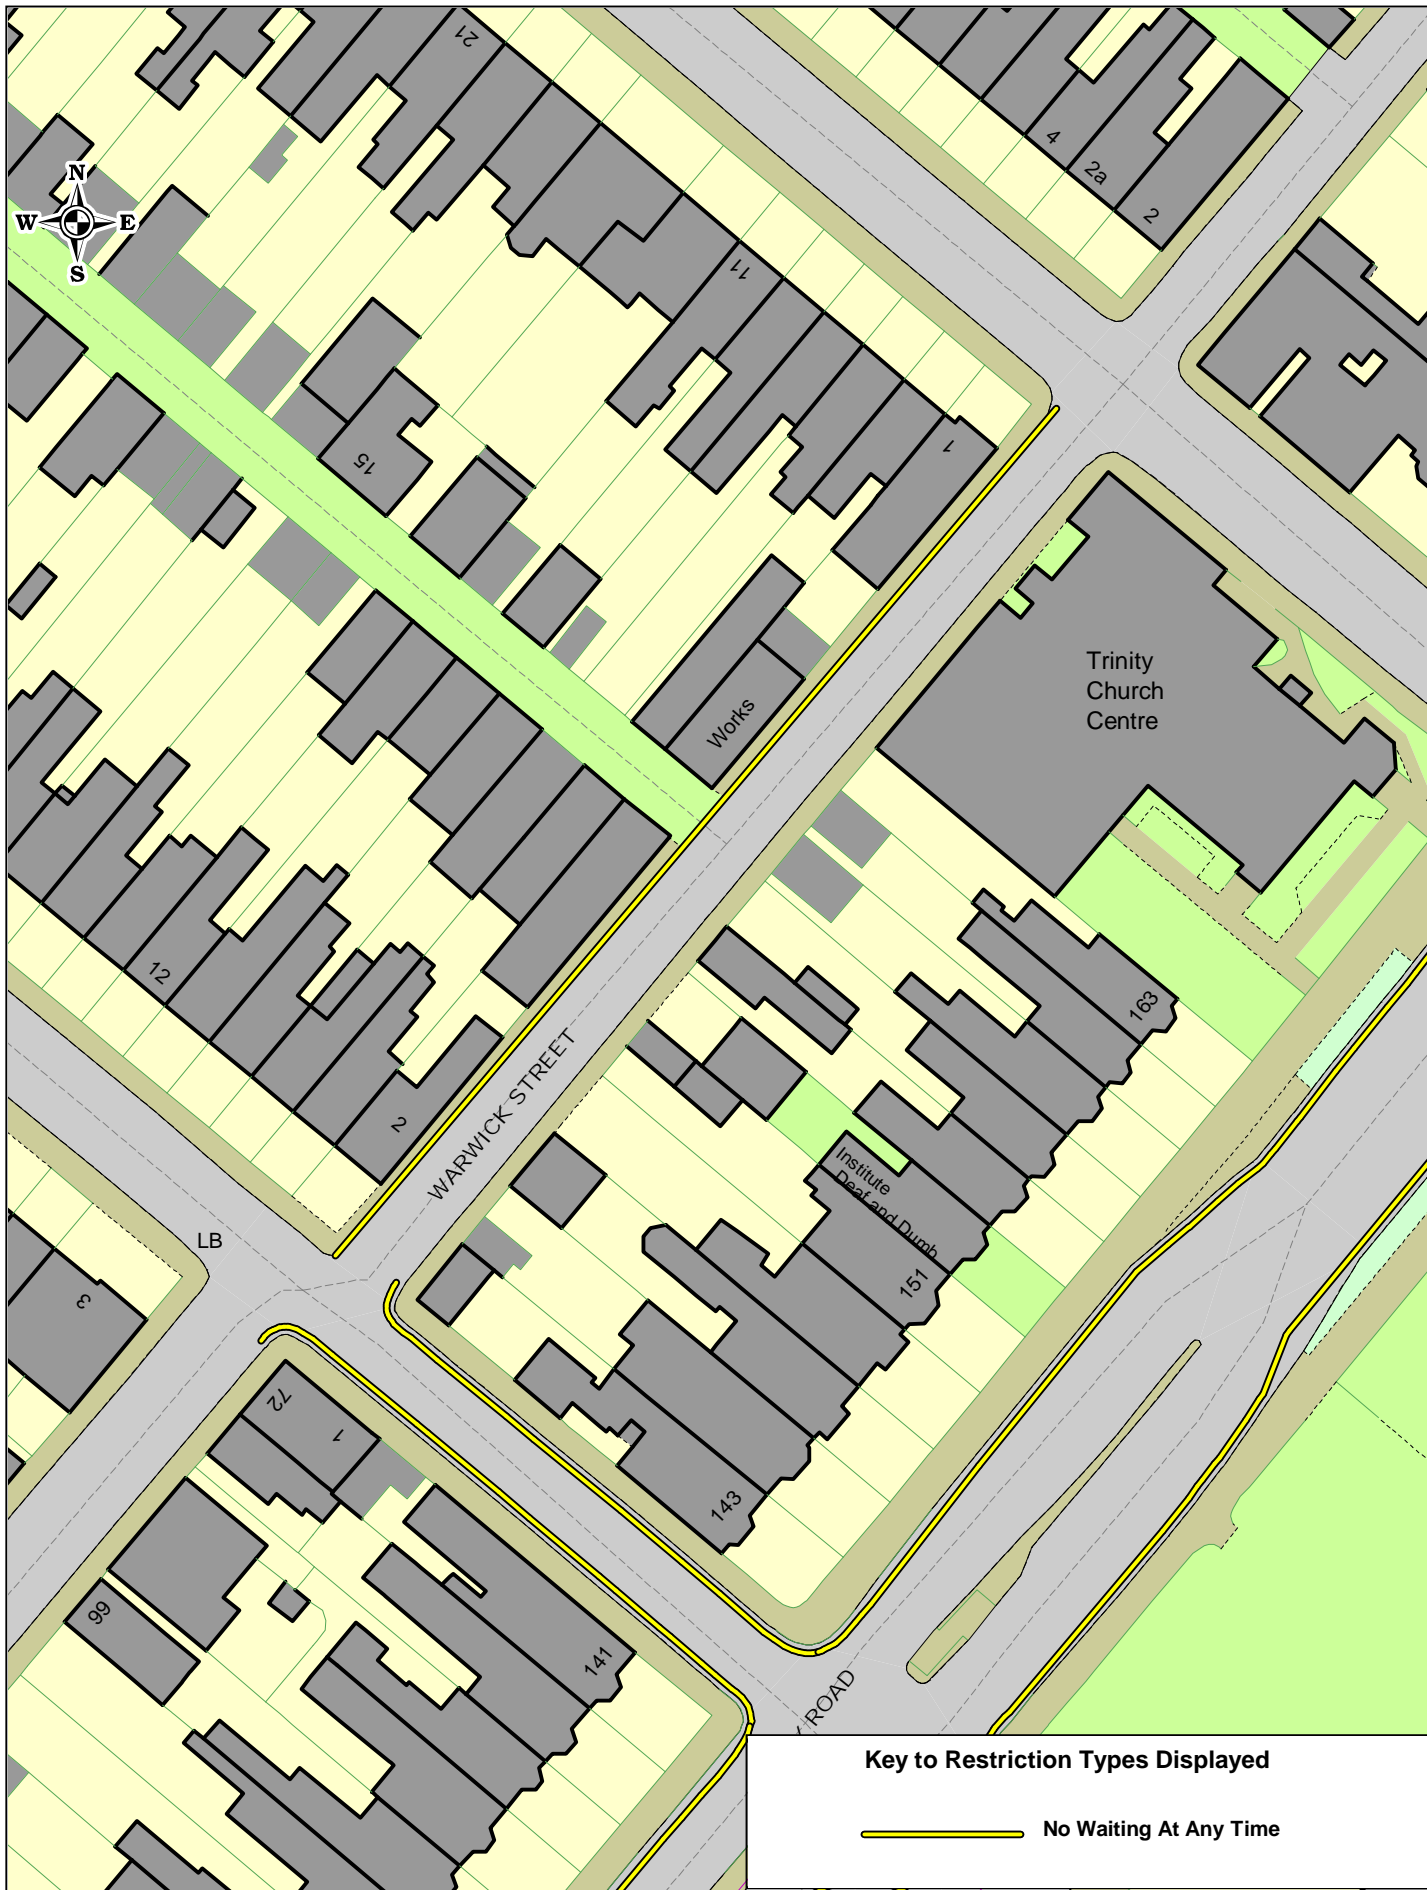 21
4
2a
2
N
W E
S
11
1
15
Trinity
Church
Centre
Works
12
163
2
WARWICK STREET
Institute
Deaf and Dumb
LB
3
151
72
1
143
66
141
ROAD
Key to Restriction Types Displayed
No Waiting At Any Time